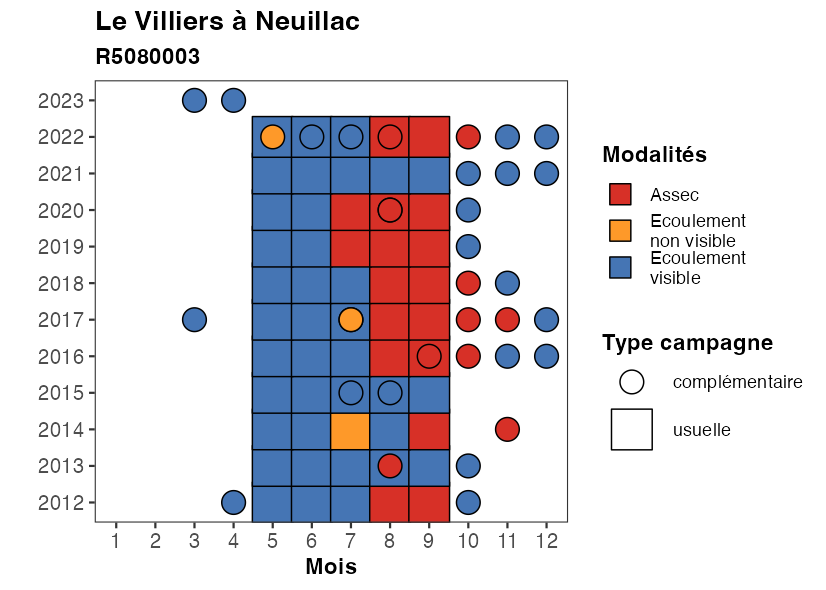 Le Villiers à Neuillac
R5080003
2023
2022
2021
2020
2019
2018
2017
2016
2015
2014
2013
2012
1 2 3 4 5 6 7 8 9 10 11 12
Mois
Modalités
Assec
Ecoulement
non visible
Ecoulement
visible
Type campagne
complémentaire
usuelle